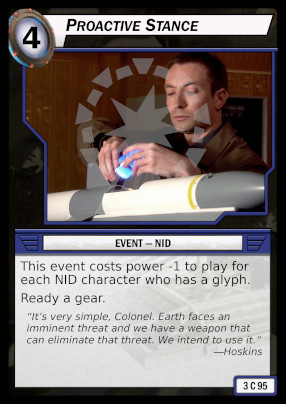 4
PROACTIVE STANCE
EVENT – NID
This event costs power -1 to play for
each NID character who has a glyph.
Ready a gear.
“It’s very simple, Colonel. Earth faces an
imminent threat and we have a weapon that
can eliminate that threat. We intend to use it.”
—Hoskins
3 C 95